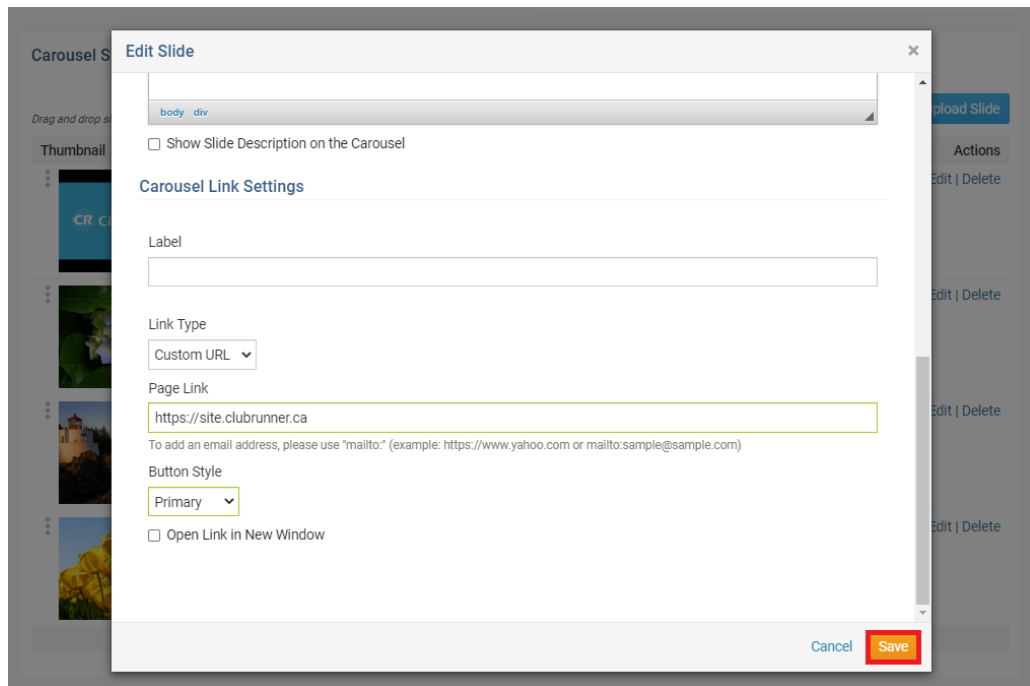 Carousel S
Edit Slide
×
Drag and drop sl
pload Slide
body div
Thumbnail
Show Slide Description on the Carousel
Actions
Carousel Link Settings
Edit | Delete
CR Cl
Label
Edit | Delete
Link Type
Custom URL
Page Link
https://site.clubrunner.ca
Edit | Delete
To add an email address, please use "mailto:" (example: https://www.yahoo.com or mailto:sample@sample.com)
Button Style
Primary
Open Link in New Window
Edit | Delete
Cancel
Save